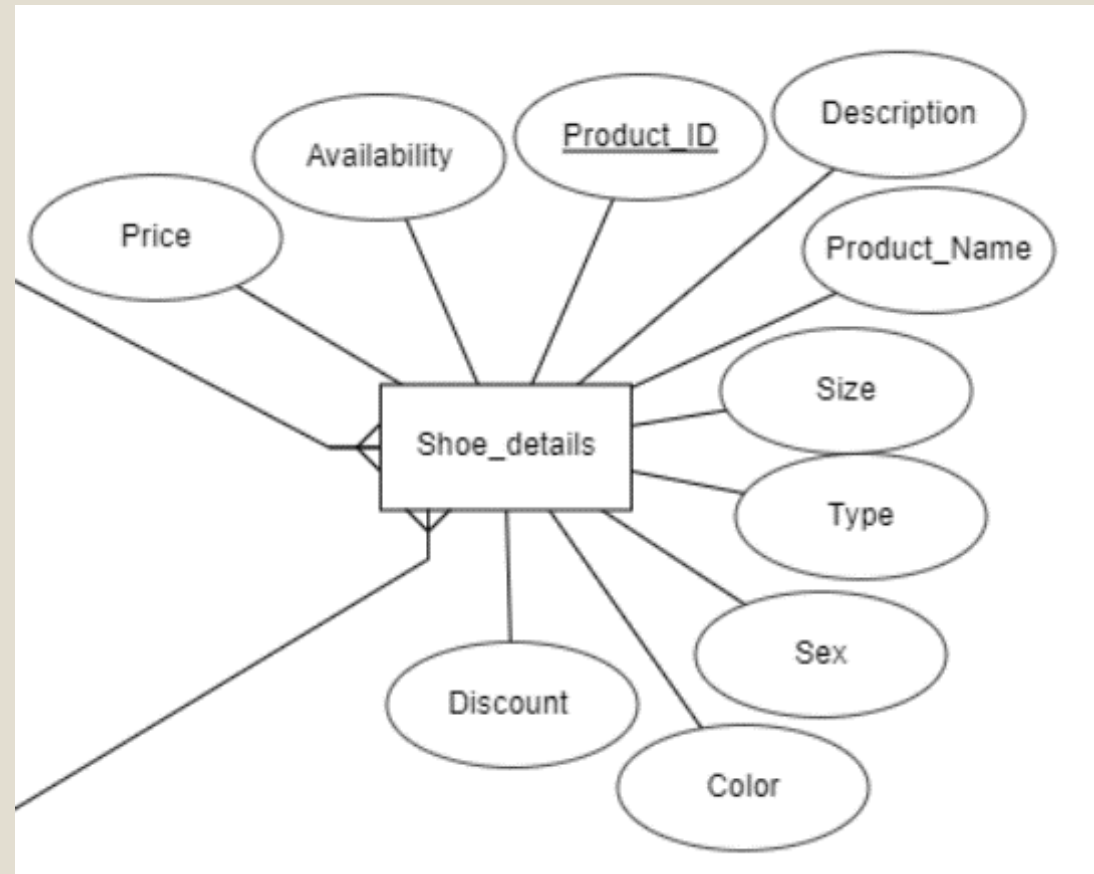 Description
Product_ID
Availability
Price
Product_Name
Size
Shoe_details
Type
Sex
Discount
Color